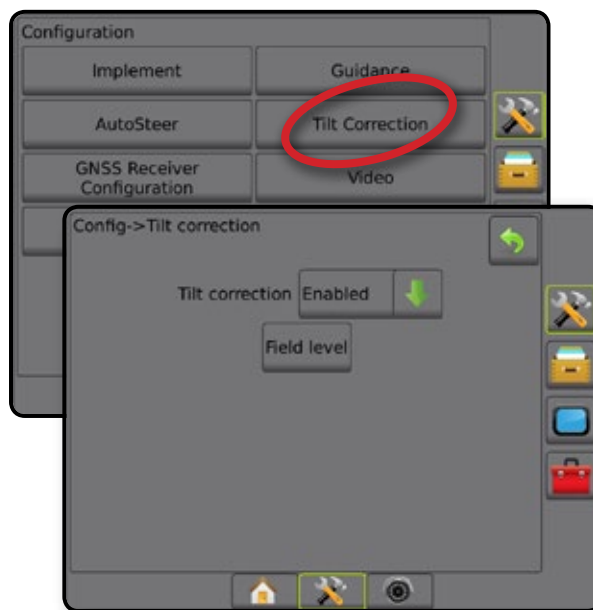 Configuration
Implement
Guidance
AutoSteer
Tilt Correction
GNSS Receiver
Configuration
Video
Config->Tilt correction
Tilt correction Enabled
Field level